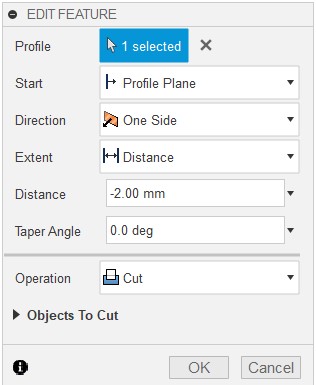 EDIT FEATURE
Profile 1 selected
Start Profile Plane
Direction One Side
Extent Distance
Distance -2.00 mm
Taper Angle 0.0 deg
Operation Cut
Objects To Cut
OK Cancel